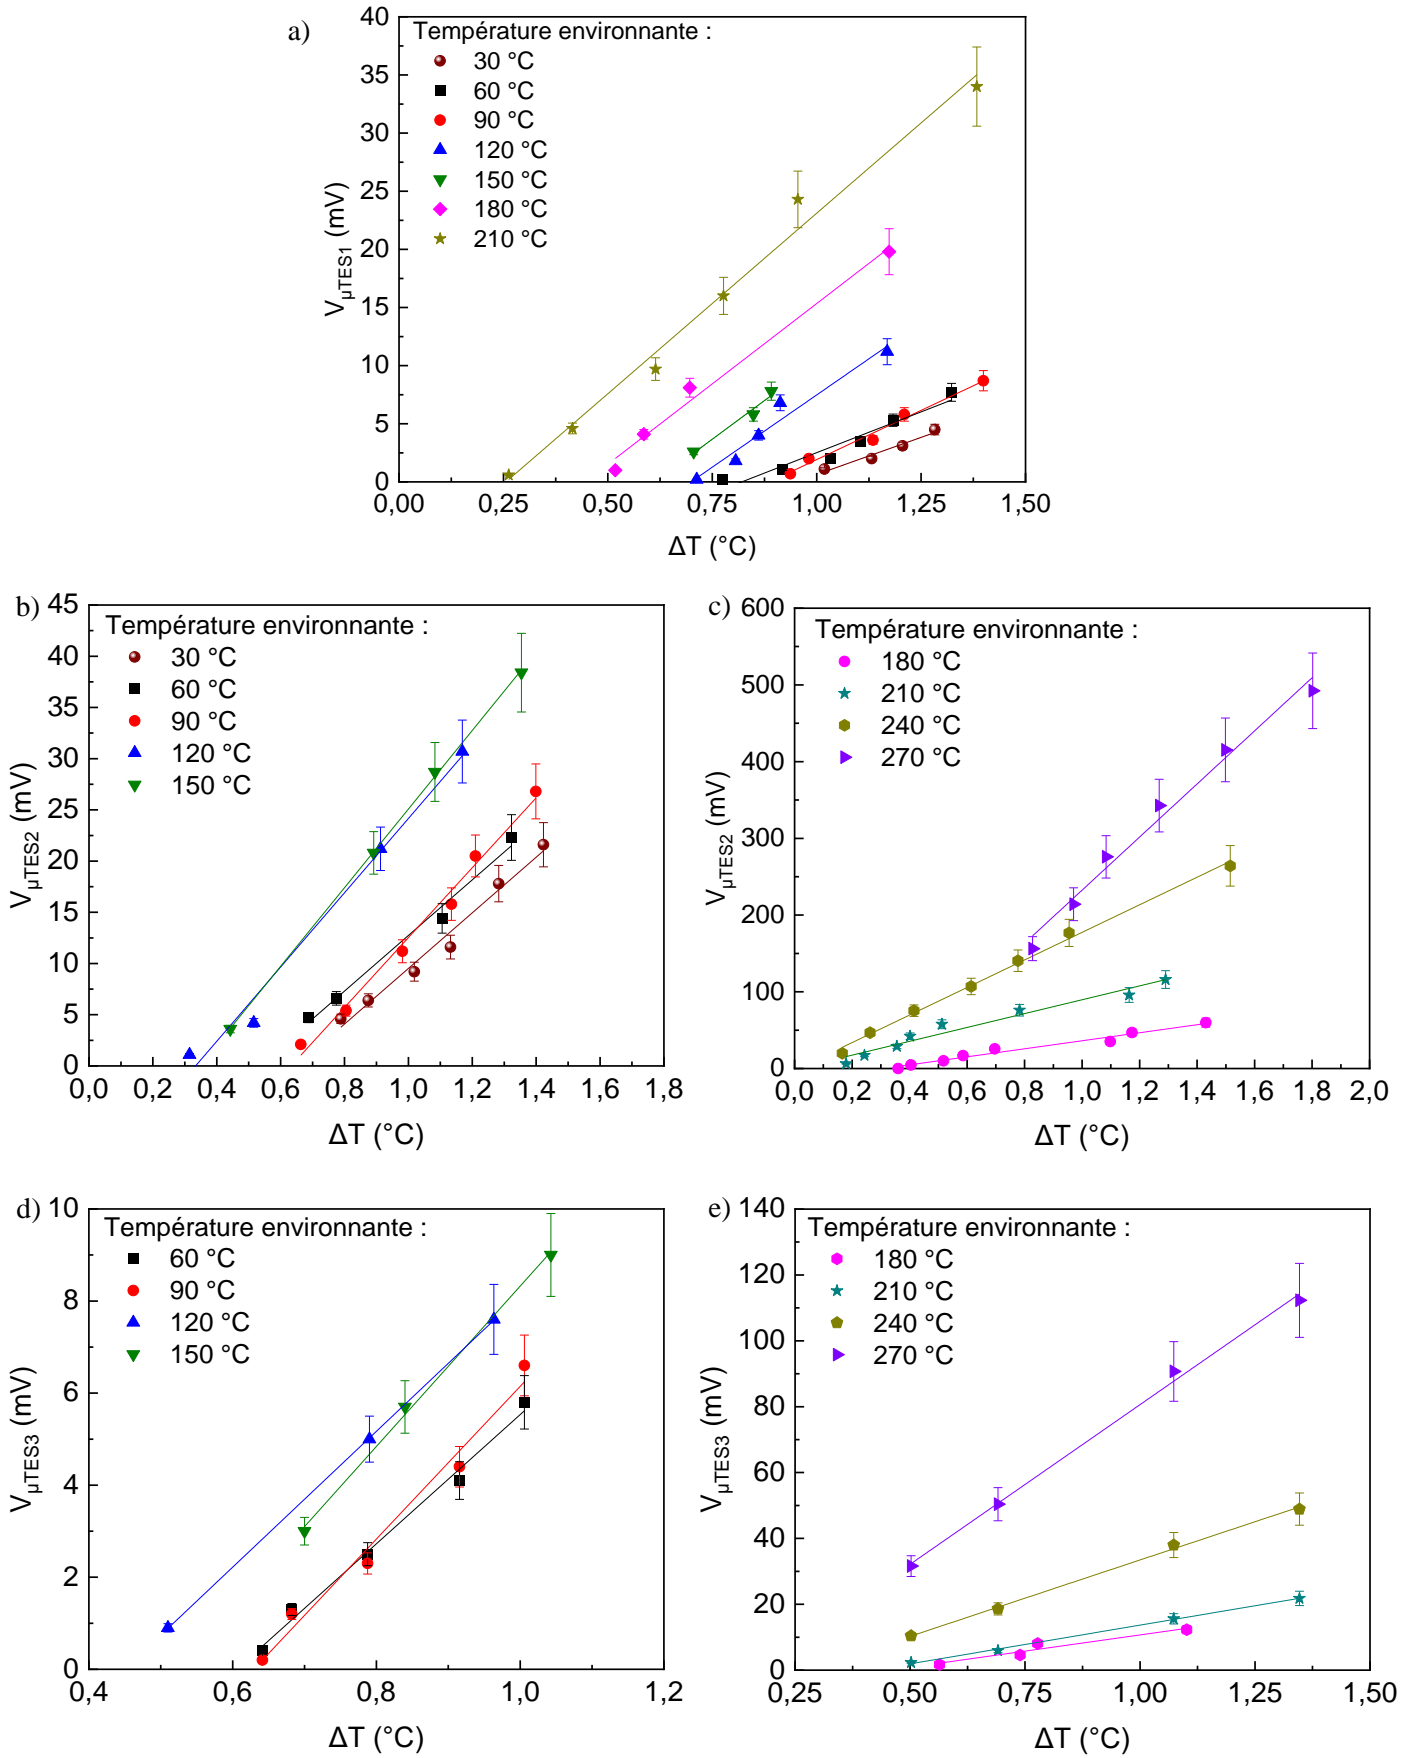 a)
Température environnante :
30 °C
60 °C
90 °C
120 °C
150 °C
180 °C
210 °C
V_µTES1 (mV)
40
35
30
25
20
15
10
5
0
0,00 0,25 0,50 0,75 1,00 1,25 1,50
ΔT (°C)
b)
Température environnante :
30 °C
60 °C
90 °C
120 °C
150 °C
V_µTES2 (mV)
45
40
35
30
25
20
15
10
5
0
0,0 0,2 0,4 0,6 0,8 1,0 1,2 1,4 1,6 1,8
ΔT (°C)
c)
Température environnante :
180 °C
210 °C
240 °C
270 °C
V_µTES2 (mV)
600
500
400
300
200
100
0
0,0 0,2 0,4 0,6 0,8 1,0 1,2 1,4 1,6 1,8 2,0
ΔT (°C)
d)
Température environnante :
60 °C
90 °C
120 °C
150 °C
V_µTES3 (mV)
10
8
6
4
2
0
0,4 0,6 0,8 1,0 1,2
ΔT (°C)
e)
Température environnante :
180 °C
210 °C
240 °C
270 °C
V_µTES3 (mV)
140
120
100
80
60
40
20
0
0,25 0,50 0,75 1,00 1,25 1,50
ΔT (°C)